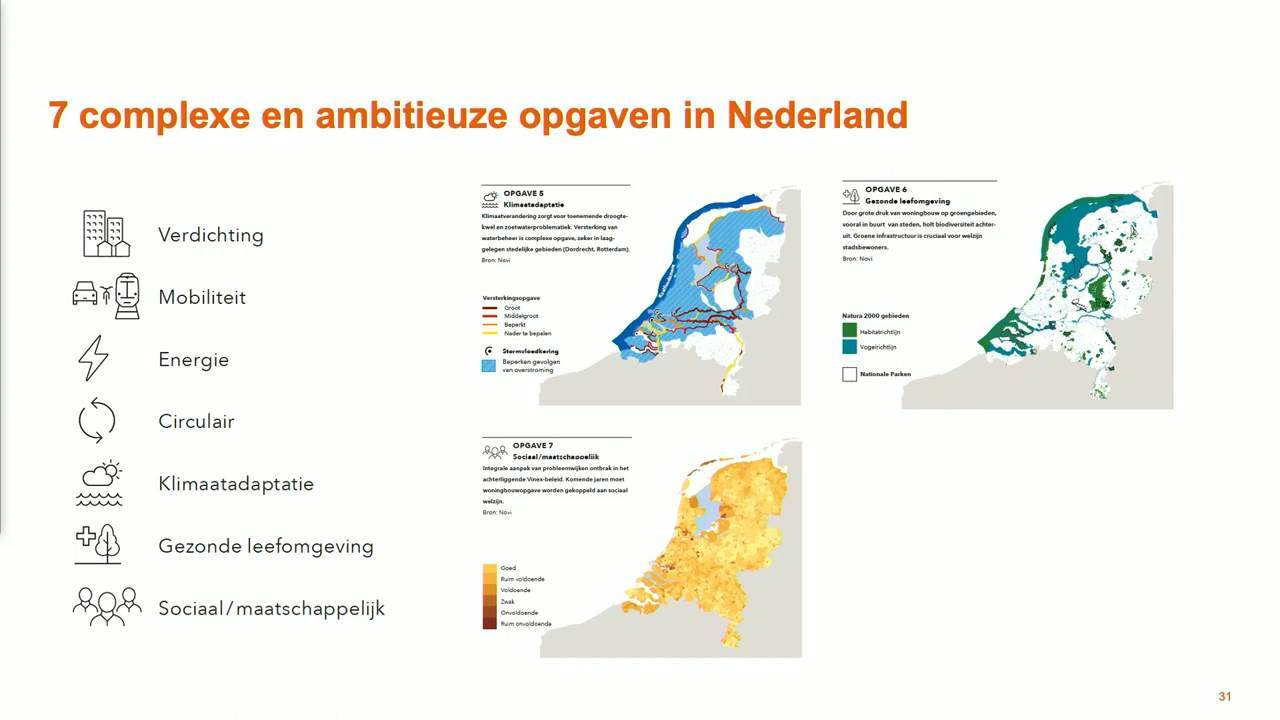 7 complexe en ambitieuze opgaven in Nederland
Verdichting
Mobiliteit
Energie
Circulair
Klimaatadaptatie
Gezonde leefomgeving
Sociaal/maatschappelijk
OPGAVE 5
Klimaatadaptatie
Klimaatverandering zorgt voor toenemende droogte-
kwel en zoetwaterproblematiek. Versterking van
waterbeheer is complexe opgave, zeker in laag-
gelegen stedelijke gebieden (Dordrecht, Rotterdam).
Bron: Novi
Versterkingsopgave
Groot
Middelgroot
Beperkt
Nader te bepalen
Stormvloedkering
Beperken gevolgen
van overstroming
OPGAVE 6
Gezonde leefomgeving
Door grote druk van woningbouw op groengebieden,
vooral in buurt van steden, holt biodiversiteit achter-
uit. Groene infrastructuur is cruciaal voor welzijn
stadsbewoners.
Bron: Novi
Natura 2000 gebieden
Habitatrichtlijn
Vogelrichtlijn
Nationale Parken
OPGAVE 7
Sociaal/maatschappelijk
Integrale aanpak van probleemwijken ontbrak in het
achterliggende Vinex-beleid. Komende jaren moet
woningbouwopgave worden gekoppeld aan sociaal
welzijn.
Bron: Novi
Goed
Ruim voldoende
Voldoende
Zwak
Onvoldoende
Ruim onvoldoende
31